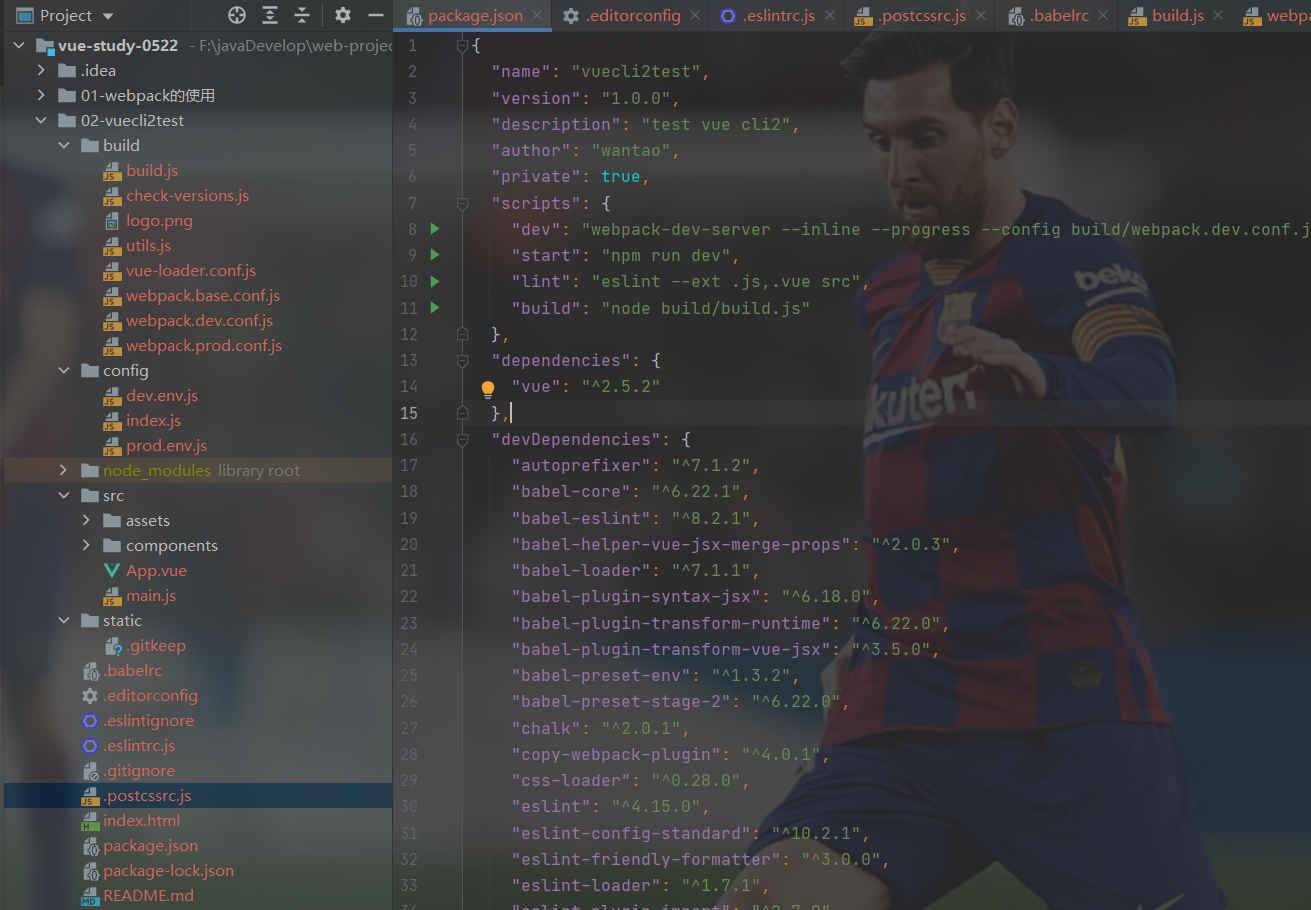 Project
vue-study-0522 - F:\javaDevelop\web-projec
.idea
01-webpack的使用
02-vuecli2test
build
build.js
check-versions.js
logo.png
utils.js
vue-loader.conf.js
webpack.base.conf.js
webpack.dev.conf.js
webpack.prod.conf.js
config
dev.env.js
index.js
prod.env.js
node_modules library root
src
assets
components
App.vue
main.js
static
.gitkeep
.babelrc
.editorconfig
.eslintignore
.eslintrc.js
.gitignore
.postcssrc.js
index.html
package.json
package-lock.json
README.md
package.json .editorconfig .eslintrc.js .postcssrc.js .babelrc build.js webpa
1 {
2 "name": "vuecli2test",
3 "version": "1.0.0",
4 "description": "test vue cli2",
5 "author": "wantao",
6 "private": true,
7 "scripts": {
8 "dev": "webpack-dev-server --inline --progress --config build/webpack.dev.conf.j
9 "start": "npm run dev",
10 "lint": "eslint --ext .js,.vue src",
11 "build": "node build/build.js"
12 },
13 "dependencies": {
14 "vue": "^2.5.2"
15 },
16 "devDependencies": {
17 "autoprefixer": "^7.1.2",
18 "babel-core": "^6.22.1",
19 "babel-eslint": "^8.2.1",
20 "babel-helper-vue-jsx-merge-props": "^2.0.3",
21 "babel-loader": "^7.1.1",
22 "babel-plugin-syntax-jsx": "^6.18.0",
23 "babel-plugin-transform-runtime": "^6.22.0",
24 "babel-plugin-transform-vue-jsx": "^3.5.0",
25 "babel-preset-env": "^1.3.2",
26 "babel-preset-stage-2": "^6.22.0",
27 "chalk": "^2.0.1",
28 "copy-webpack-plugin": "^4.0.1",
29 "css-loader": "^0.28.0",
30 "eslint": "^4.15.0",
31 "eslint-config-standard": "^10.2.1",
32 "eslint-friendly-formatter": "^3.0.0",
33 "eslint-loader": "^1.7.1",
beko
kuten